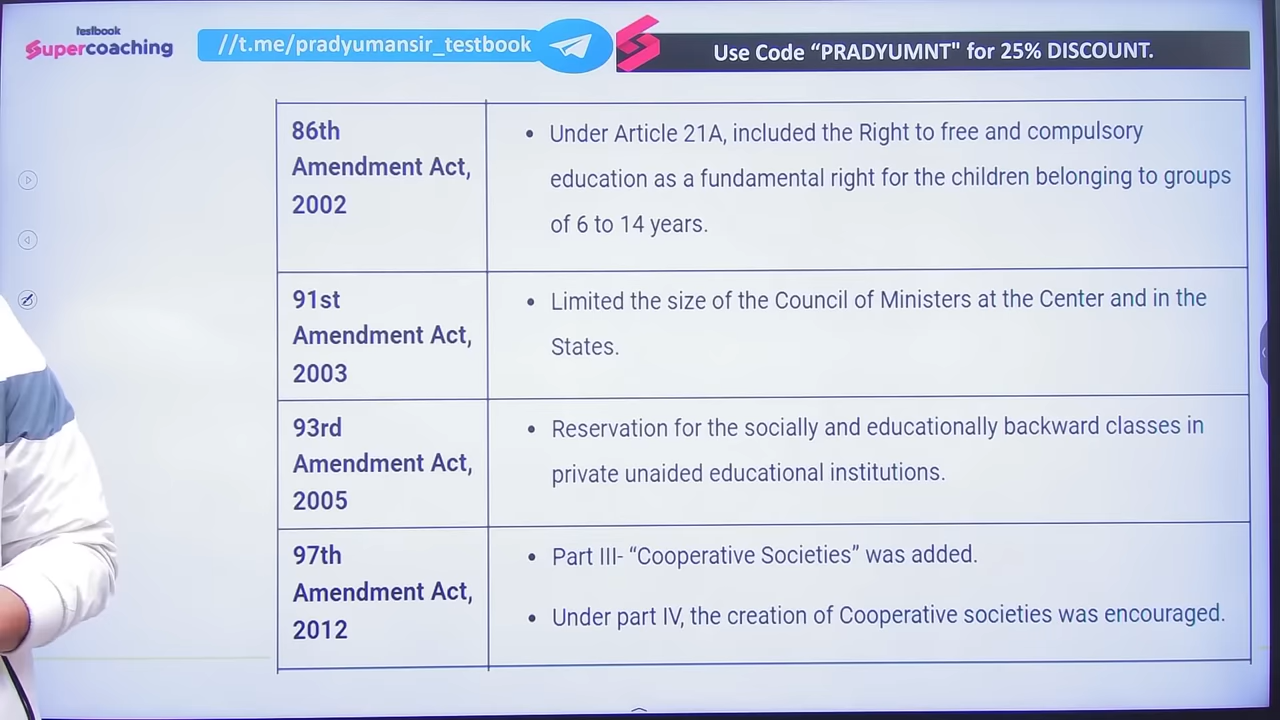 testbook
Supercoaching
//t.me/pradyumansir_testbook
Use Code “PRADYUMNT" for 25% DISCOUNT.
86th
Amendment Act,
2002
• Under Article 21A, included the Right to free and compulsory
education as a fundamental right for the children belonging to groups
of 6 to 14 years.
91st
Amendment Act,
2003
• Limited the size of the Council of Ministers at the Center and in the
States.
93rd
Amendment Act,
2005
• Reservation for the socially and educationally backward classes in
private unaided educational institutions.
97th
Amendment Act,
2012
• Part III- “Cooperative Societies” was added.
• Under part IV, the creation of Cooperative societies was encouraged.